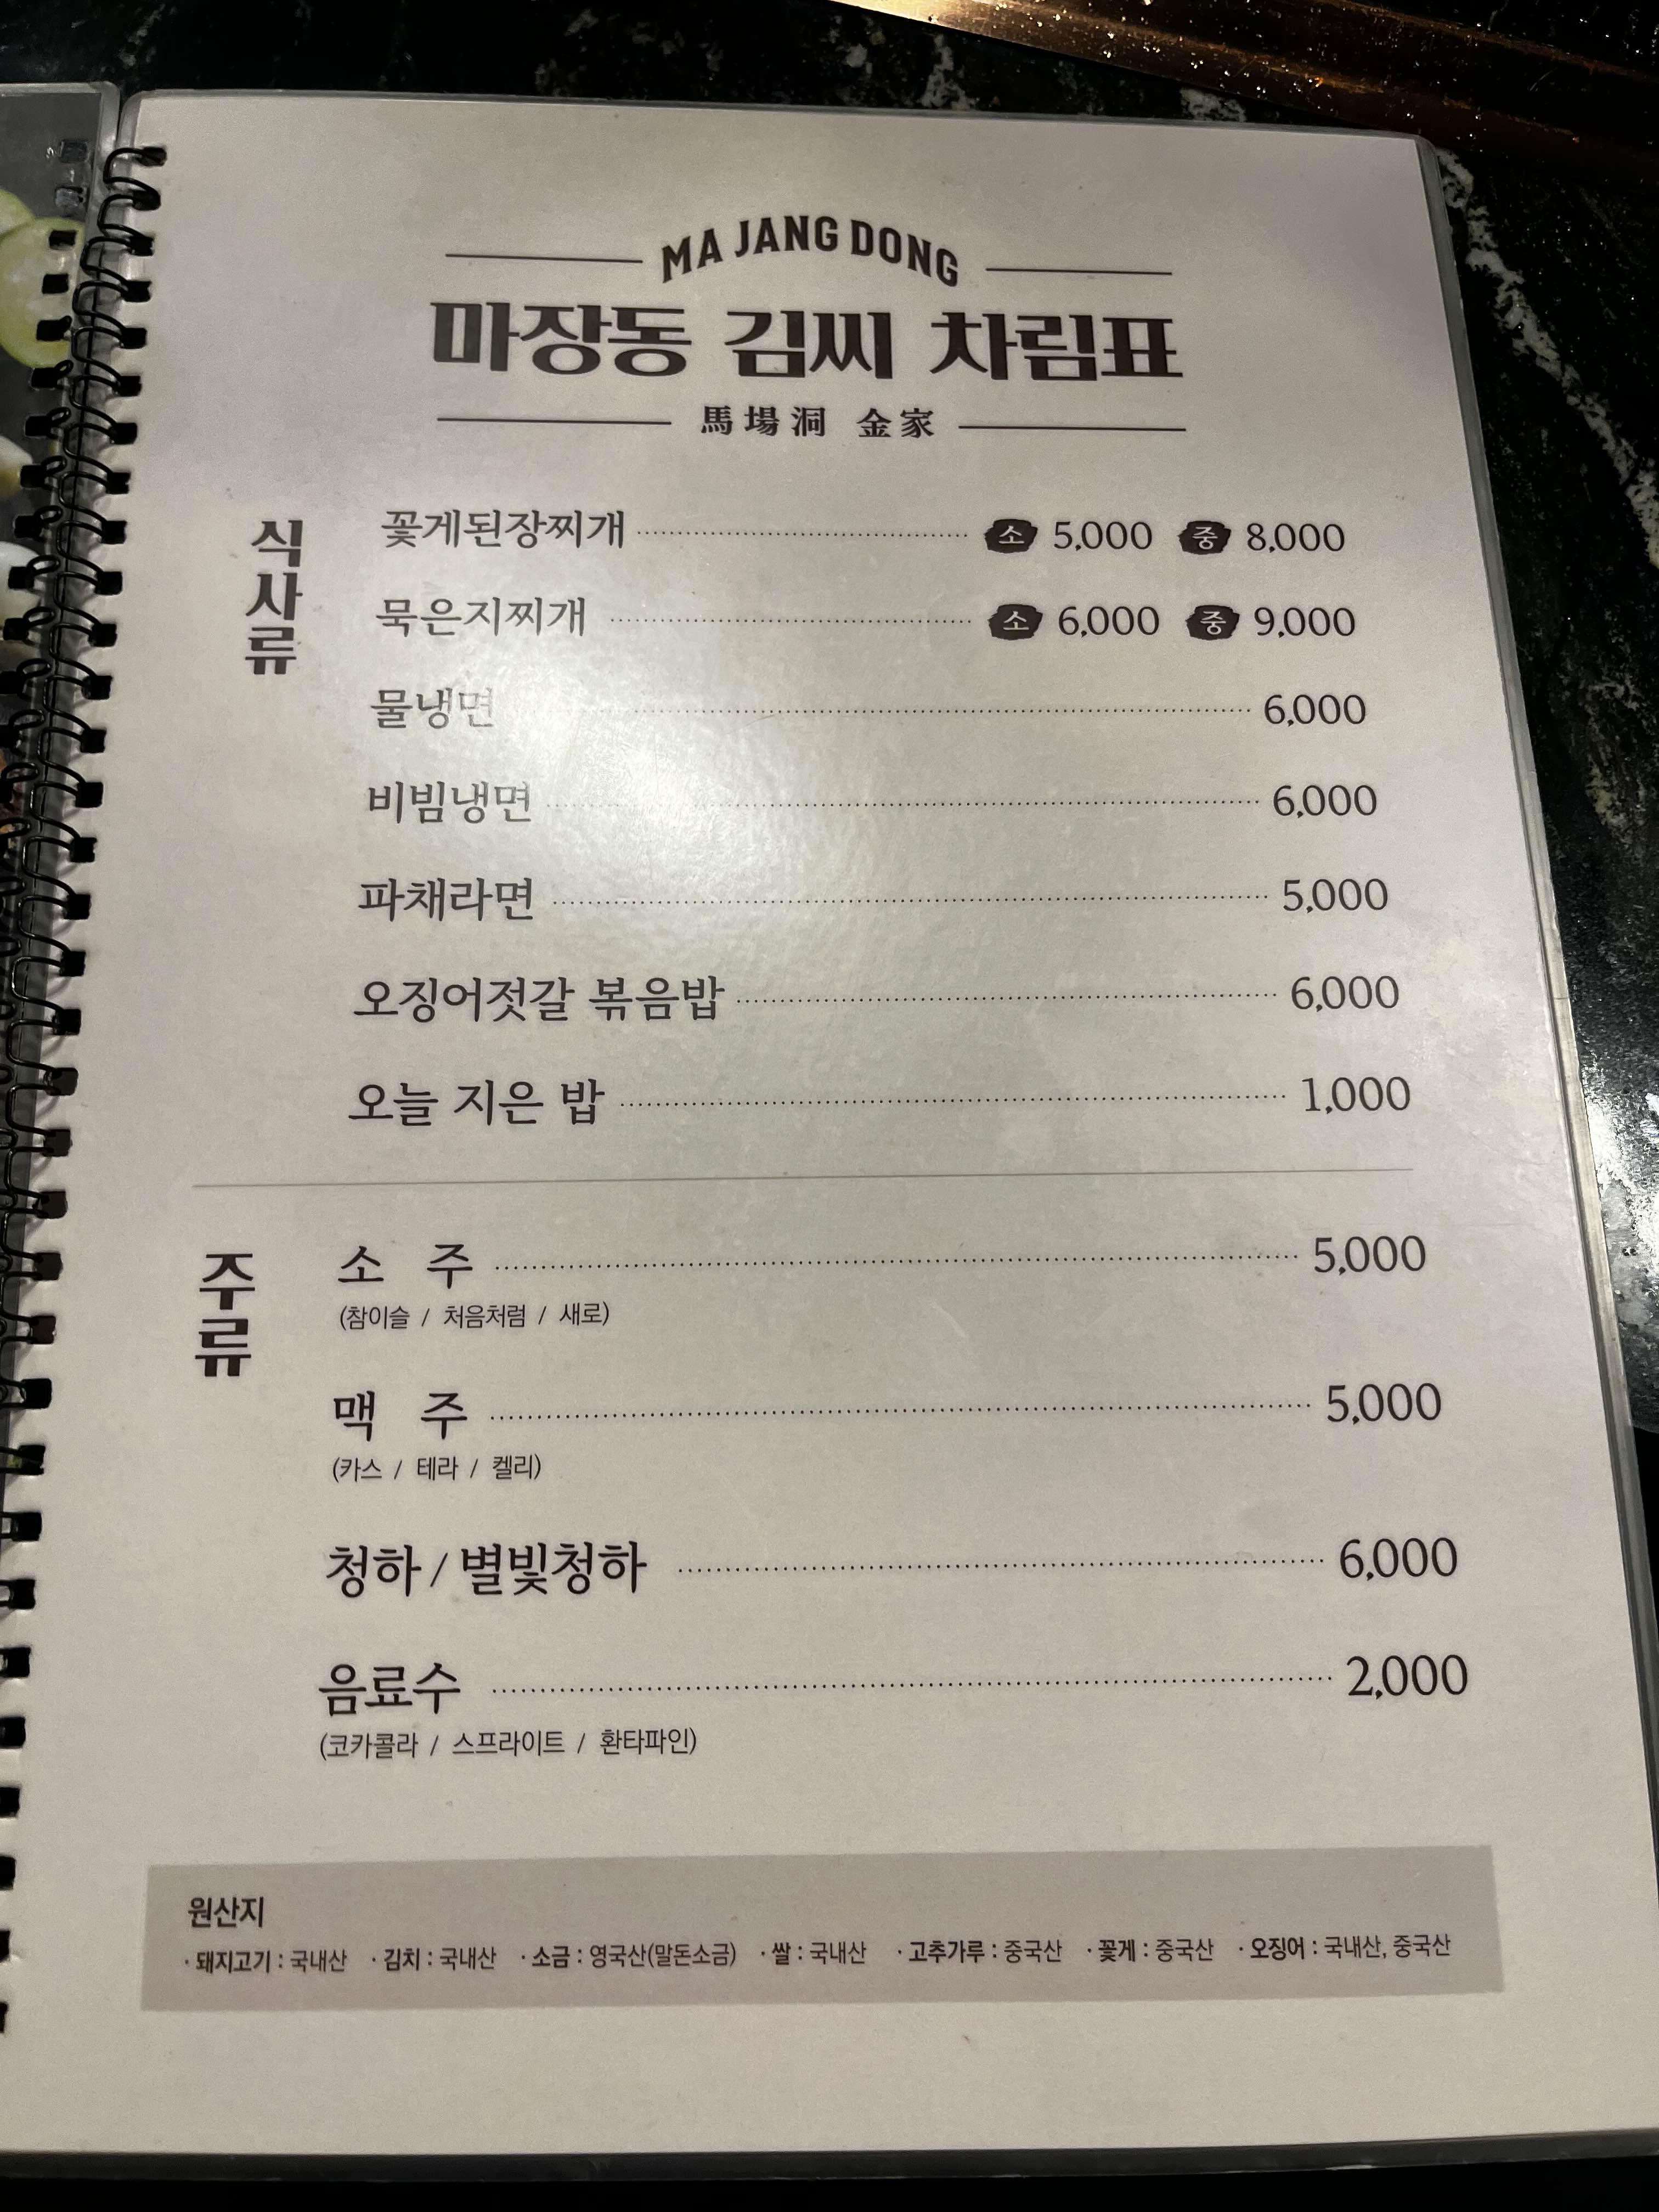 MA JANG DONG
마장동 김씨 차림표
馬場洞 金家
식사류
꽃게된장찌개 소 5,000 중 8,000
묵은지찌개 소 6,000 중 9,000
물냉면 6,000
비빔냉면 6,000
파채라면 5,000
오징어젓갈 볶음밥 6,000
오늘 지은 밥 1,000
주류
소 주 5,000
(참이슬 / 처음처럼 / 새로)
맥 주 5,000
(카스 / 테라 / 켈리)
청하 / 별빛청하 6,000
음료수 2,000
(코카콜라 / 스프라이트 / 환타파인)
원산지
· 돼지고기 : 국내산 · 김치 : 국내산 · 소금 : 영국산(말돈소금) · 쌀 : 국내산 · 고추가루 : 중국산 · 꽃게 : 중국산 · 오징어 : 국내산, 중국산